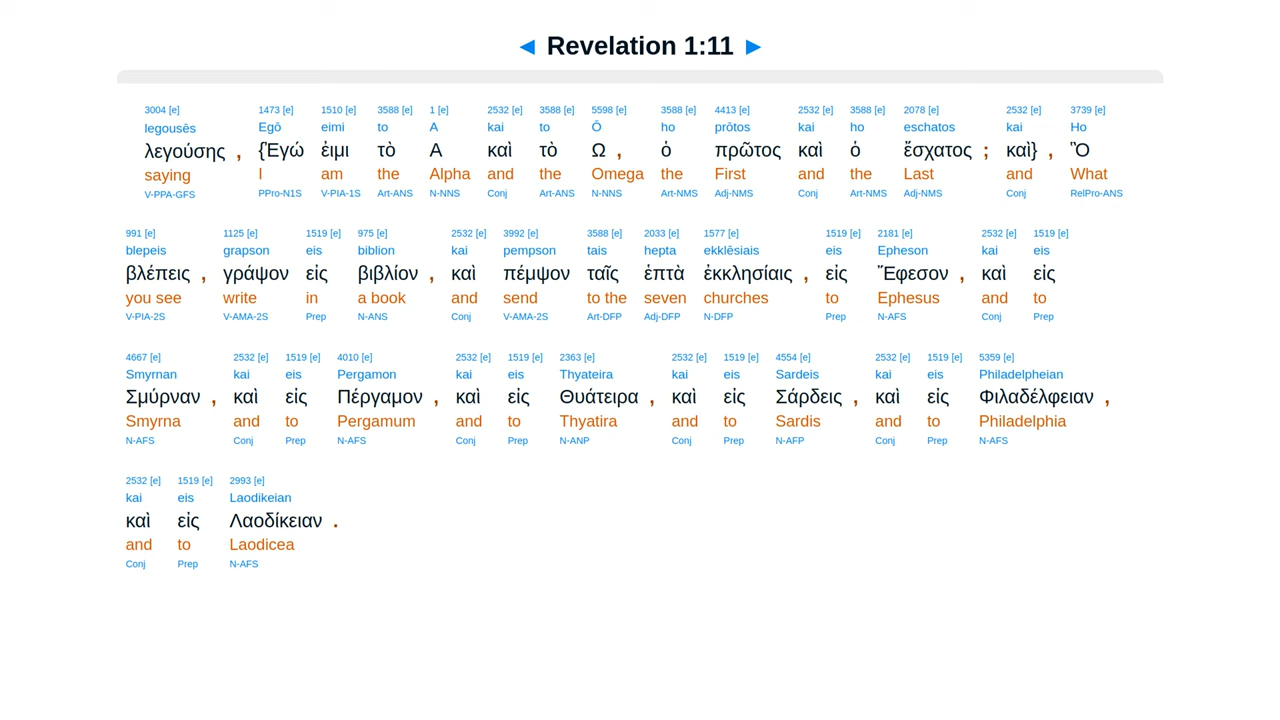 ◄ Revelation 1:11 ►
3004 [e] 1473 [e] 1510 [e] 3588 [e] 1 [e] 2532 [e] 3588 [e] 5598 [e] 3588 [e] 4413 [e] 2532 [e] 3588 [e] 2078 [e] 2532 [e] 3739 [e]
legousēs Egō eimi to A kai to Ō ho prōtos kai ho eschatos kai Ho
λεγούσης , {Ἐγώ ἐιμι τὸ Α καὶ τὸ Ω , ὁ πρῶτος καὶ ὁ ἔσχατος ; καὶ} , Ὃ
saying I am the Alpha and the Omega the First and the Last and What
V-PPA-GFS PPro-N1S V-PIA-1S Art-ANS N-NNS Conj Art-ANS N-NNS Art-NMS Adj-NMS Conj Art-NMS Adj-NMS Conj RelPro-ANS
991 [e] 1125 [e] 1519 [e] 975 [e] 2532 [e] 3992 [e] 3588 [e] 2033 [e] 1577 [e] 1519 [e] 2181 [e] 2532 [e] 1519 [e]
blepeis grapson eis biblion kai pempson tais hepta ekklēsiais eis Epheson kai eis
βλέπεις , γράψον εἰς βιβλίον , καὶ πέμψον ταῖς ἑπτὰ ἐκκλησίαις , εἰς Ἔφεσον , καὶ εἰς
you see write in a book and send to the seven churches to Ephesus and to
V-PIA-2S V-AMA-2S Prep N-ANS Conj V-AMA-2S Art-DFP Adj-DFP N-DFP Prep N-AFS Conj Prep
4667 [e] 2532 [e] 1519 [e] 4010 [e] 2532 [e] 1519 [e] 2363 [e] 2532 [e] 1519 [e] 4554 [e] 2532 [e] 1519 [e] 5359 [e]
Smyrnan kai eis Pergamon kai eis Thyateira kai eis Sardeis kai eis Philadelpheian
Σμύρναν , καὶ εἰς Πέργαμον , καὶ εἰς Θυάτειρα , καὶ εἰς Σάρδεις , καὶ εἰς Φιλαδέλφειαν ,
Smyrna and to Pergamum and to Thyatira and to Sardis and to Philadelphia
N-AFS Conj Prep N-AFS Conj Prep N-ANP Conj Prep N-AFP Conj Prep N-AFS
2532 [e] 1519 [e] 2993 [e]
kai eis Laodikeian
καὶ εἰς Λαοδίκειαν .
and to Laodicea
Conj Prep N-AFS